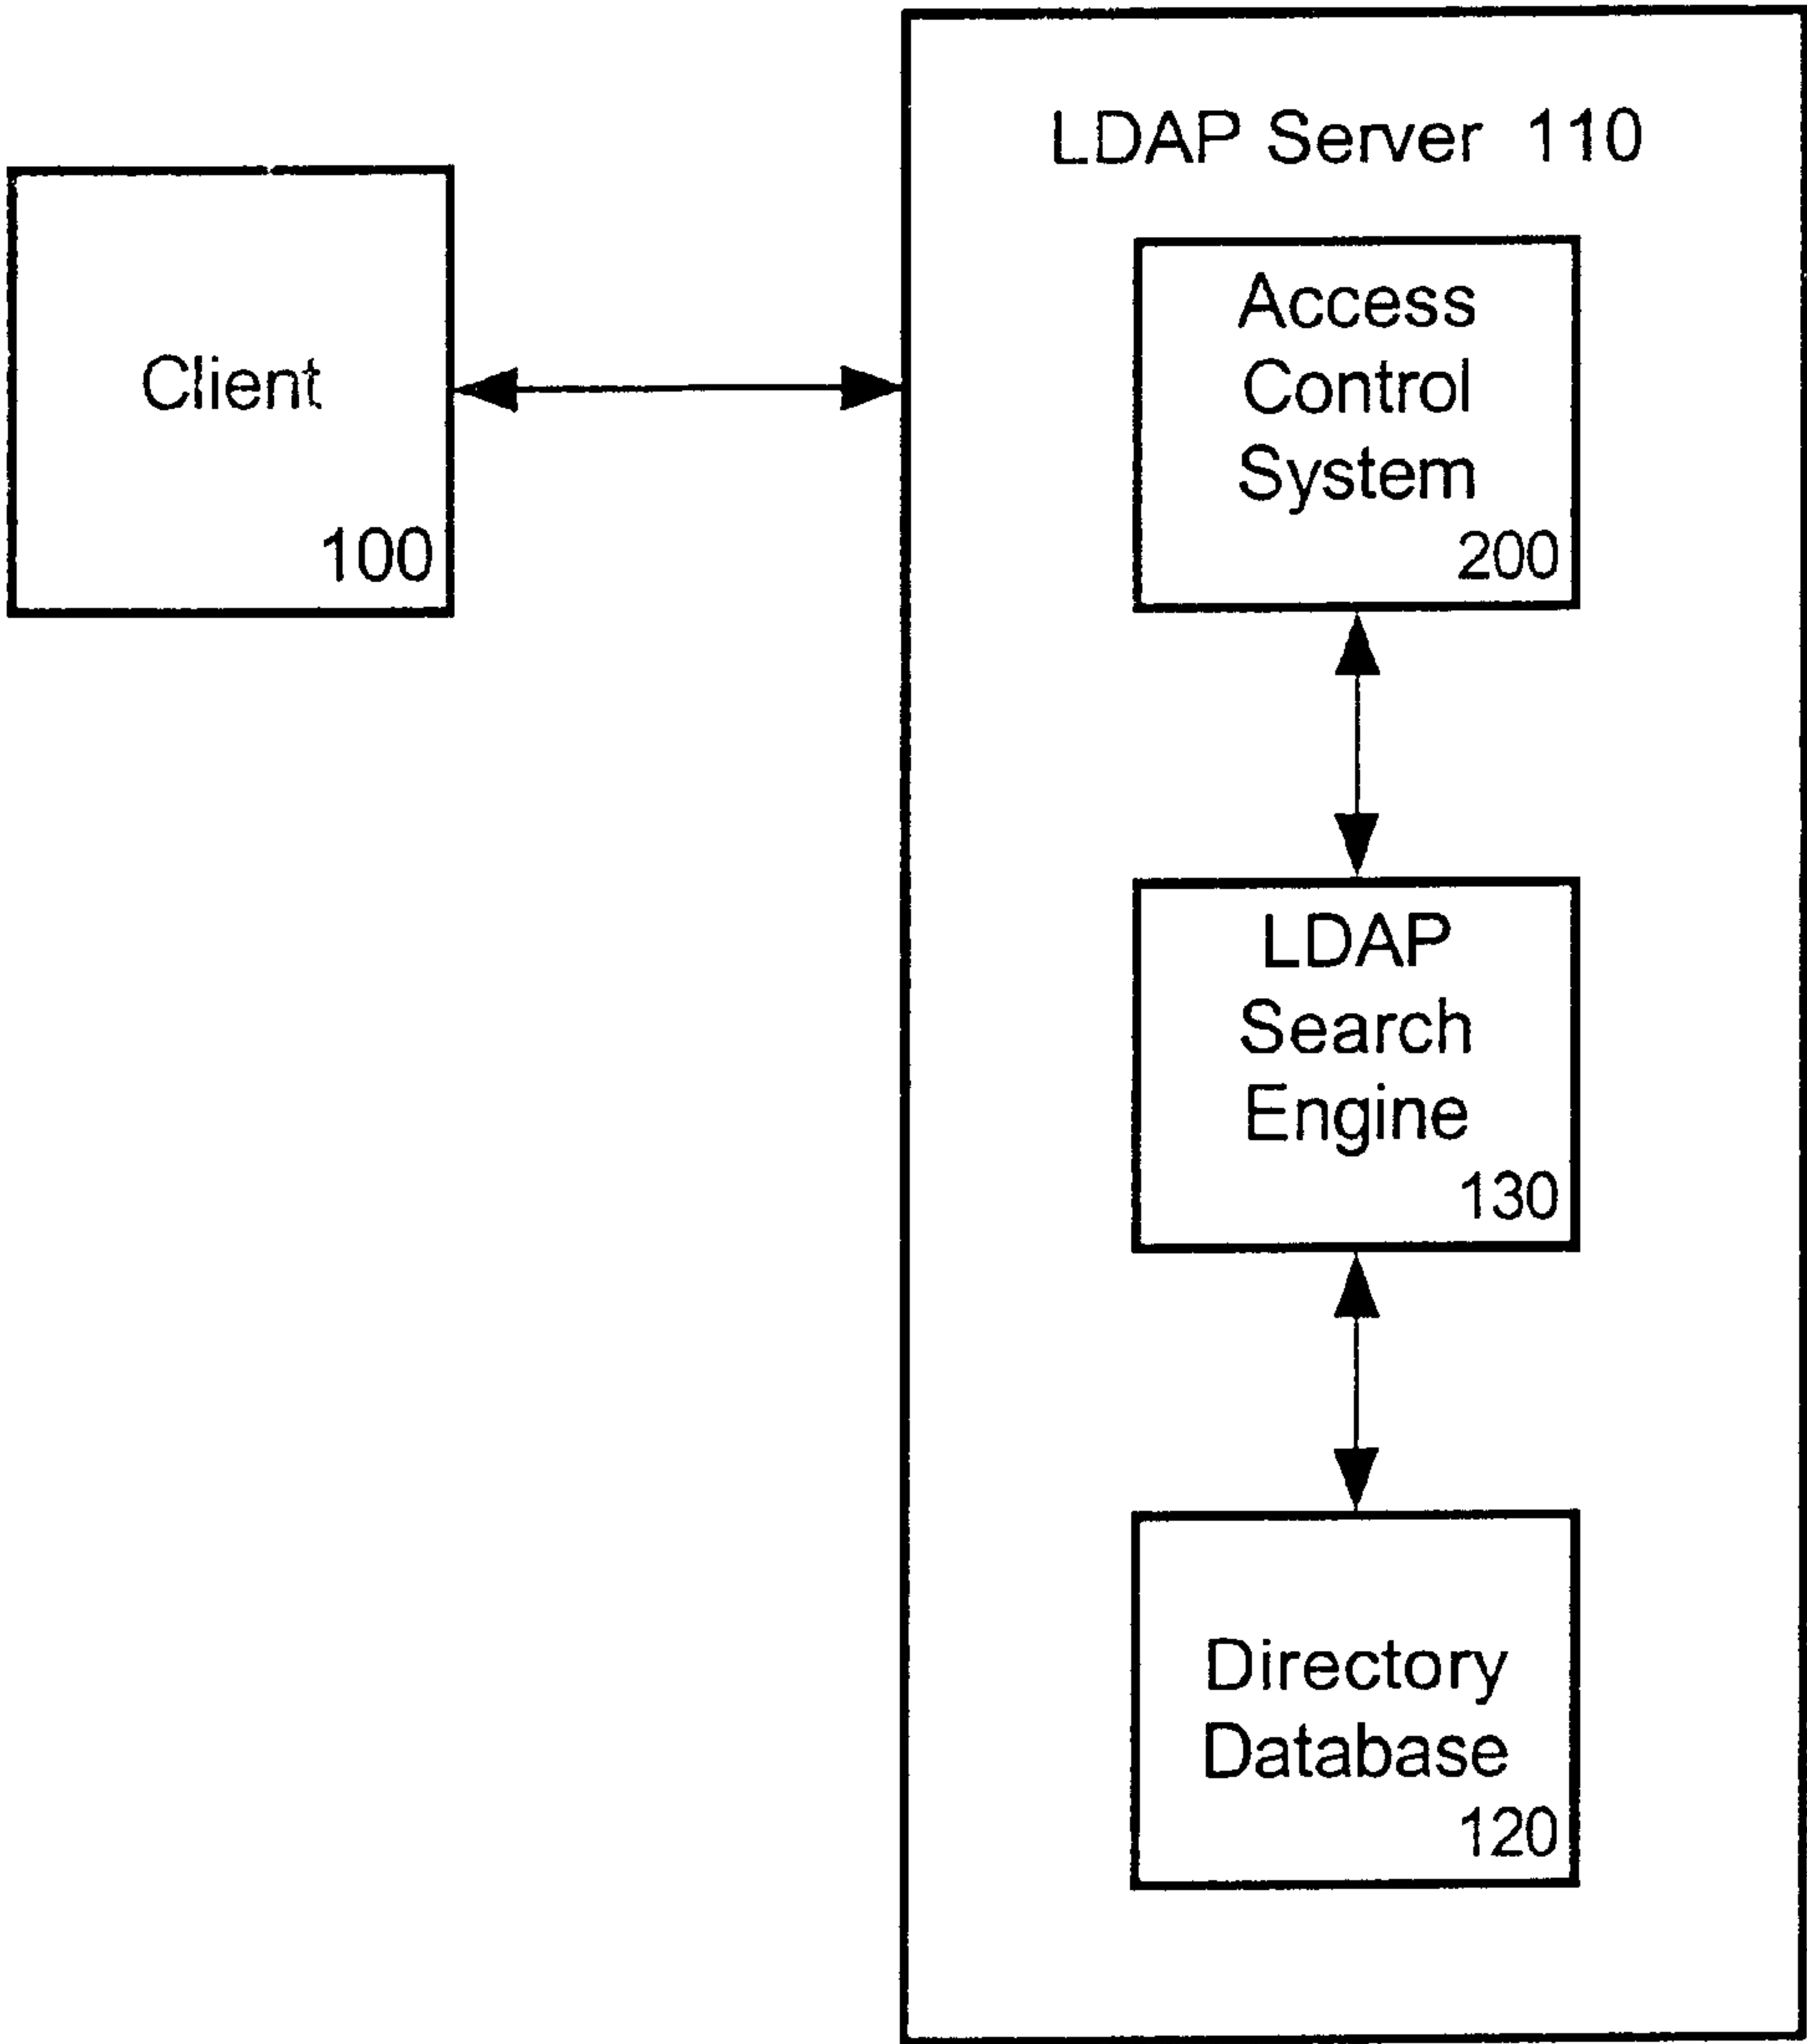 LDAP Server 110
Client
100
Access
Control
System
200
LDAP
Search
Engine
130
Directory
Database
120